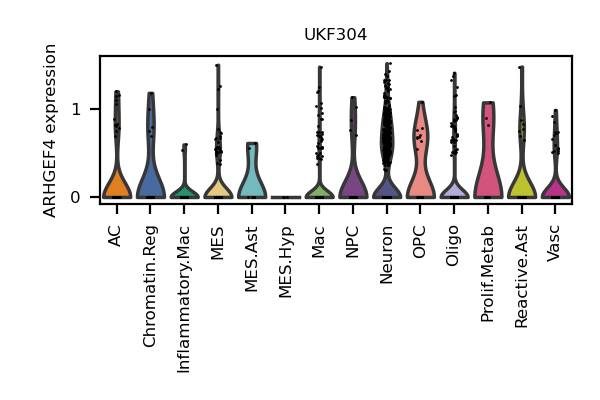 UKF304
ARHGEF4 expression
1
0
AC
Chromatin.Reg
Inflammatory.Mac
MES
MES.Ast
MES.Hyp
Mac
NPC
Neuron
OPC
Oligo
Prolif.Metab
Reactive.Ast
Vasc